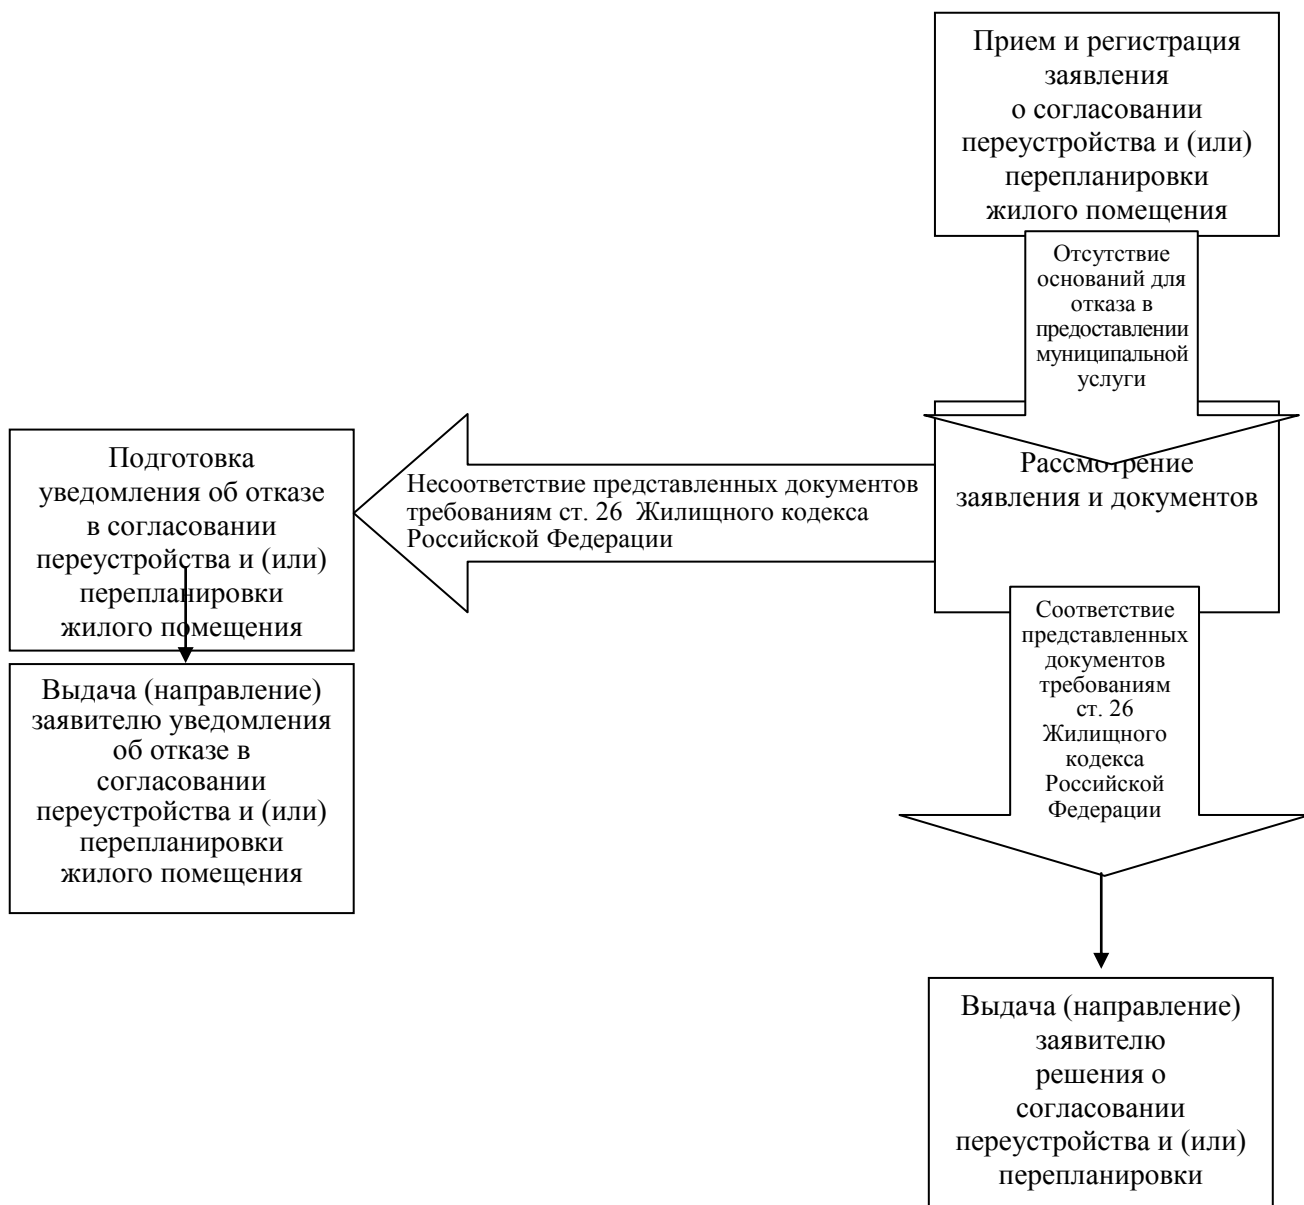 Прием и регистрация
заявления
о согласовании
переустройства и (или)
перепланировки
жилого помещения
Отсутствие
оснований для
отказа в
предоставлении
муниципальной
услуги
Рассмотрение
заявления и документов
Несоответствие представленных документов
требованиям ст. 26 Жилищного кодекса
Российской Федерации
Подготовка
уведомления об отказе
в согласовании
переустройства и (или)
перепланировки
жилого помещения
Выдача (направление)
заявителю уведомления
об отказе в
согласовании
переустройства и (или)
перепланировки
жилого помещения
Соответствие
представленных
документов
требованиям
ст. 26
Жилищного
кодекса
Российской
Федерации
Выдача (направление)
заявителю
решения о
согласовании
переустройства и (или)
перепланировки